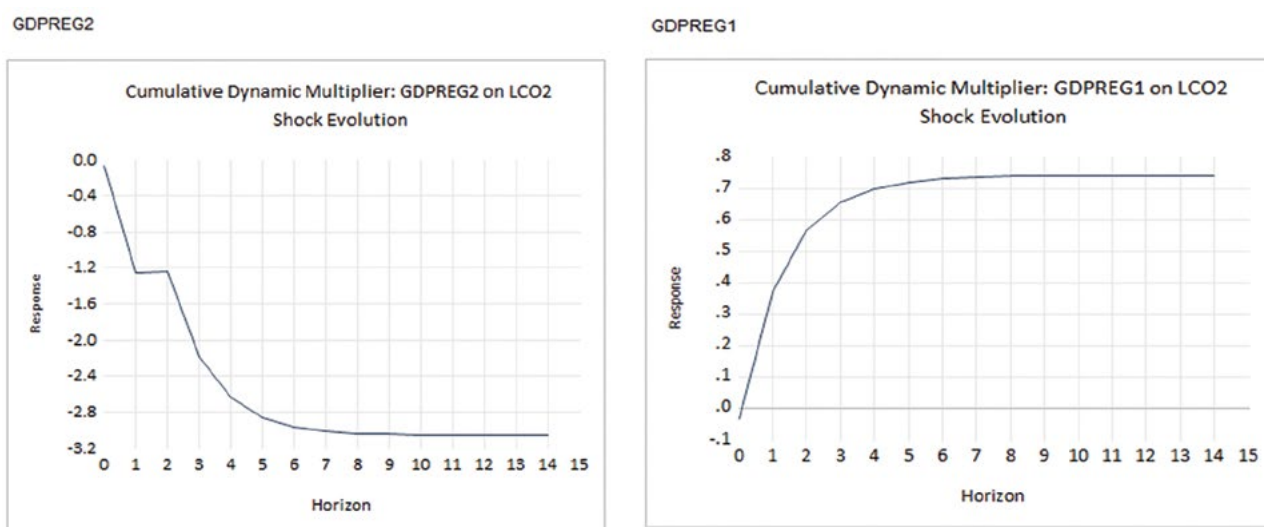 GDPREG2
Cumulative Dynamic Multiplier: GDPREG2 on LCO2
Shock Evolution
0.0
-0.4
-0.8
-1.2
-1.6
-2.0
-2.4
-2.8
-3.2
Response
0 1 2 3 4 5 6 7 8 9 10 11 12 13 14 15
Horizon
GDPREG1
Cumulative Dynamic Multiplier: GDPREG1 on LCO2
Shock Evolution
.8
.7
.6
.5
.4
.3
.2
.1
.0
-.1
Response
0 1 2 3 4 5 6 7 8 9 10 11 12 13 14 15
Horizon